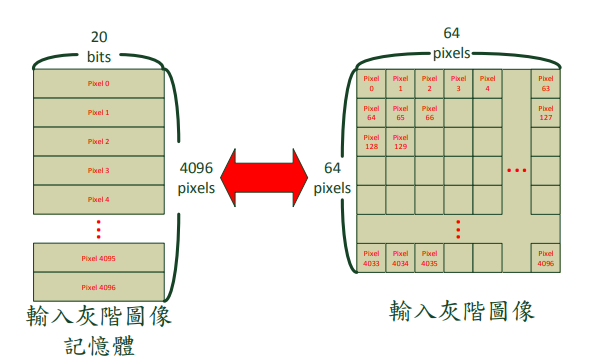 20
bits
Pixel 0
Pixel 1
Pixel 2
Pixel 3
Pixel 4
Pixel 4095
Pixel 4096
4096
pixels
輸入灰階圖像
記憶體
64
pixels
64
pixels
Pixel 0 Pixel 1 Pixel 2 Pixel 3 Pixel 4 Pixel 63
Pixel 64 Pixel 65 Pixel 66 Pixel 127
Pixel 128 Pixel 129
Pixel 4033 Pixel 4034 Pixel 4035 Pixel 4096
輸入灰階圖像